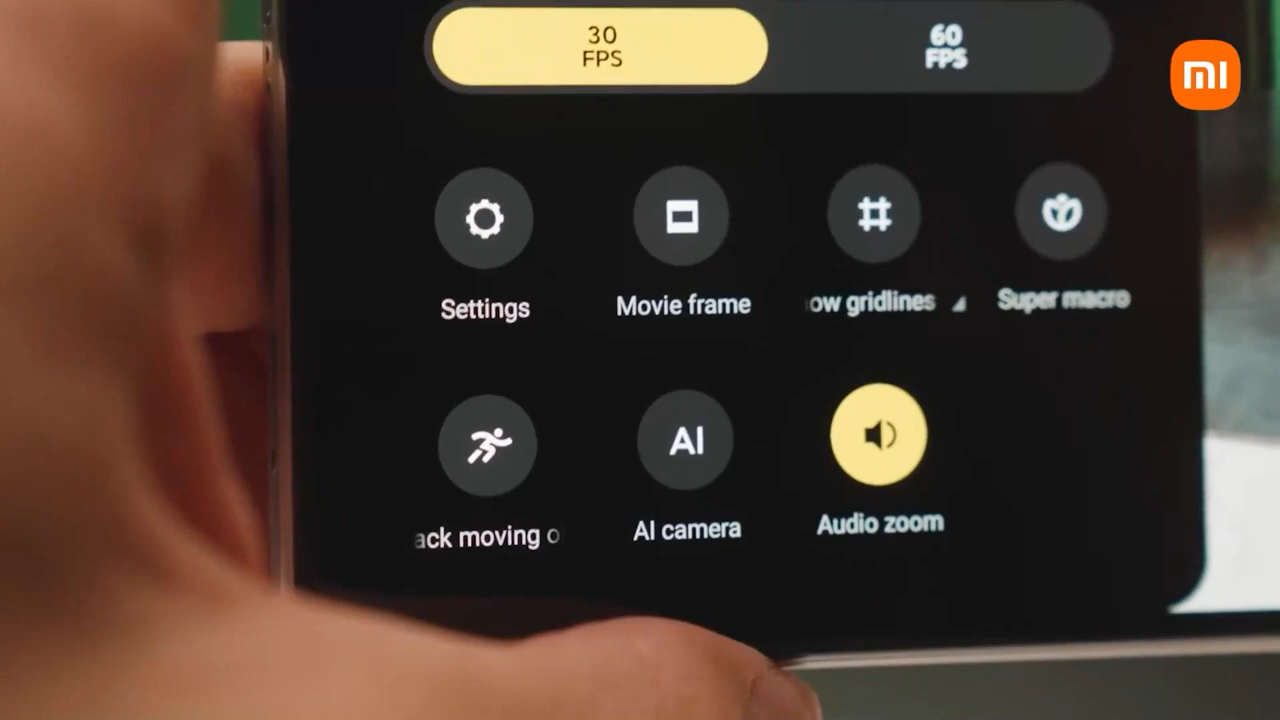 30
FPS
60
FPS
mi
Settings
Movie frame
ow gridlines
Super macro
ack moving o
AI
AI camera
Audio zoom